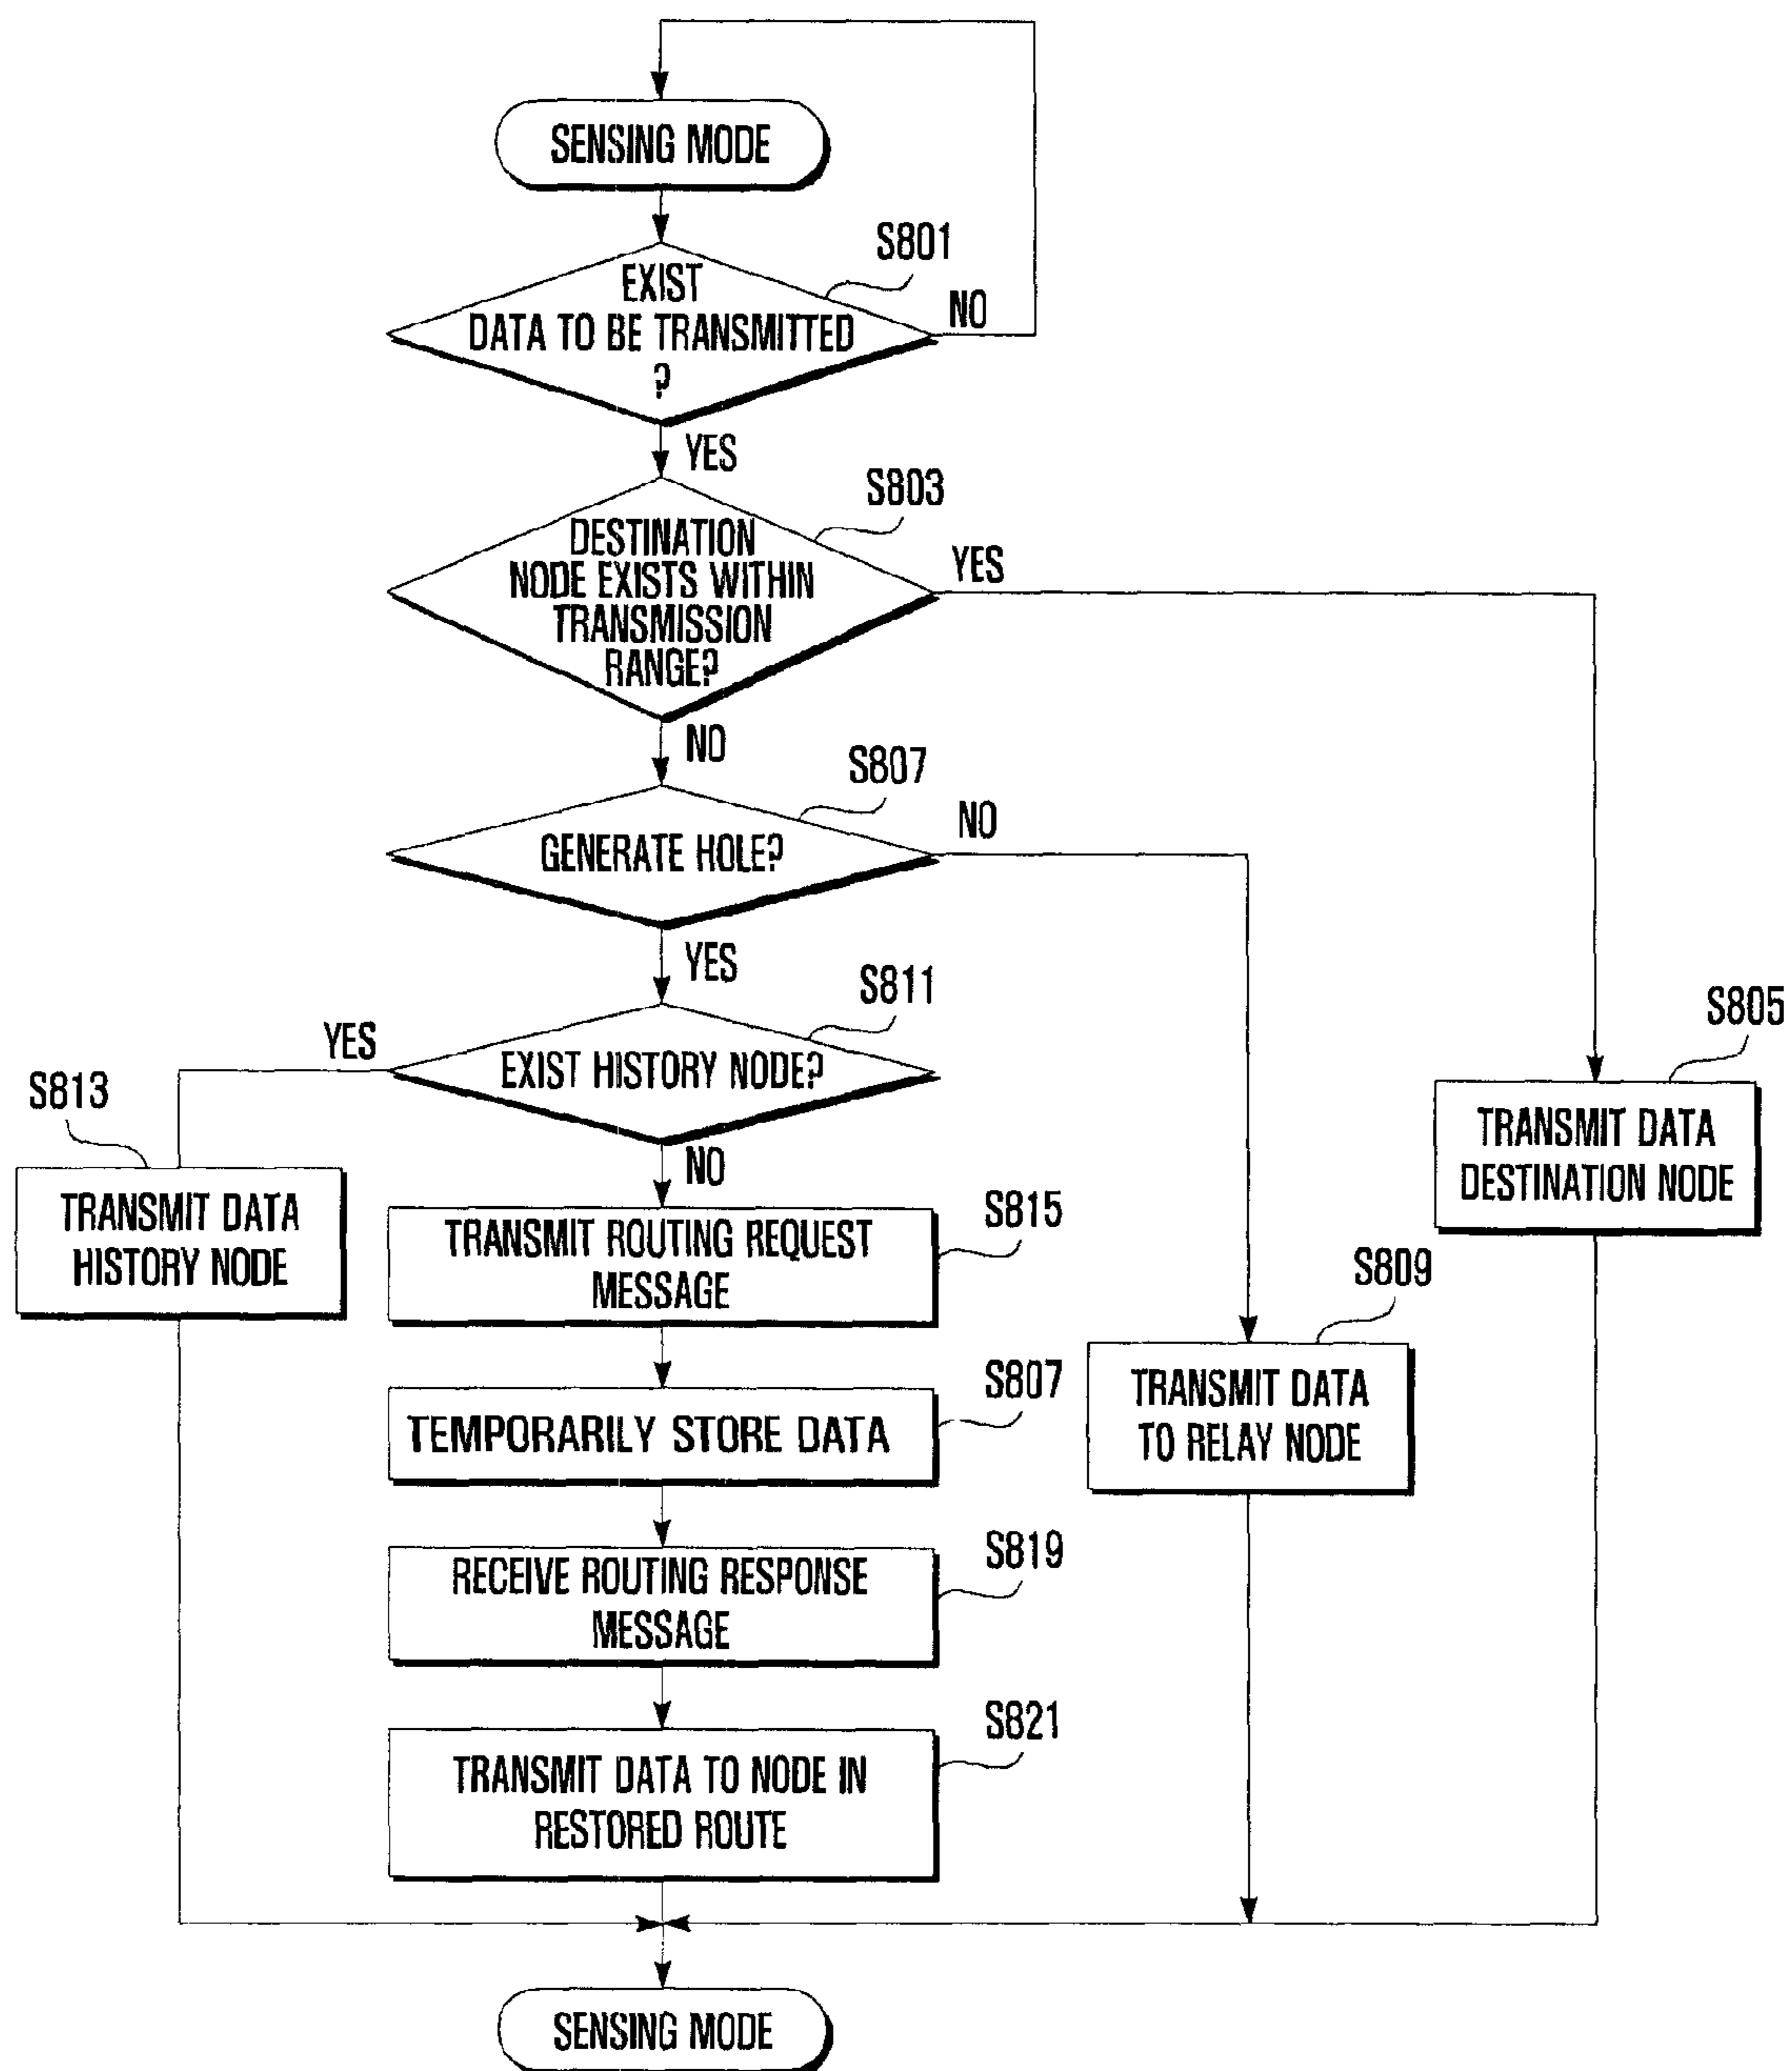 SENSING MODE
S801
EXIST
DATA TO BE TRANSMITTED
?
NO
YES
S803
DESTINATION
NODE EXISTS WITHIN
TRANSMISSION
RANGE?
YES
NO
S807
GENERATE HOLE?
NO
YES
S811
EXIST HISTORY NODE?
YES
NO
S813
TRANSMIT DATA
HISTORY NODE
S805
TRANSMIT DATA
DESTINATION NODE
S815
TRANSMIT ROUTING REQUEST
MESSAGE
S809
TRANSMIT DATA
TO RELAY NODE
S807
TEMPORARILY STORE DATA
S819
RECEIVE ROUTING RESPONSE
MESSAGE
S821
TRANSMIT DATA TO NODE IN
RESTORED ROUTE
SENSING MODE